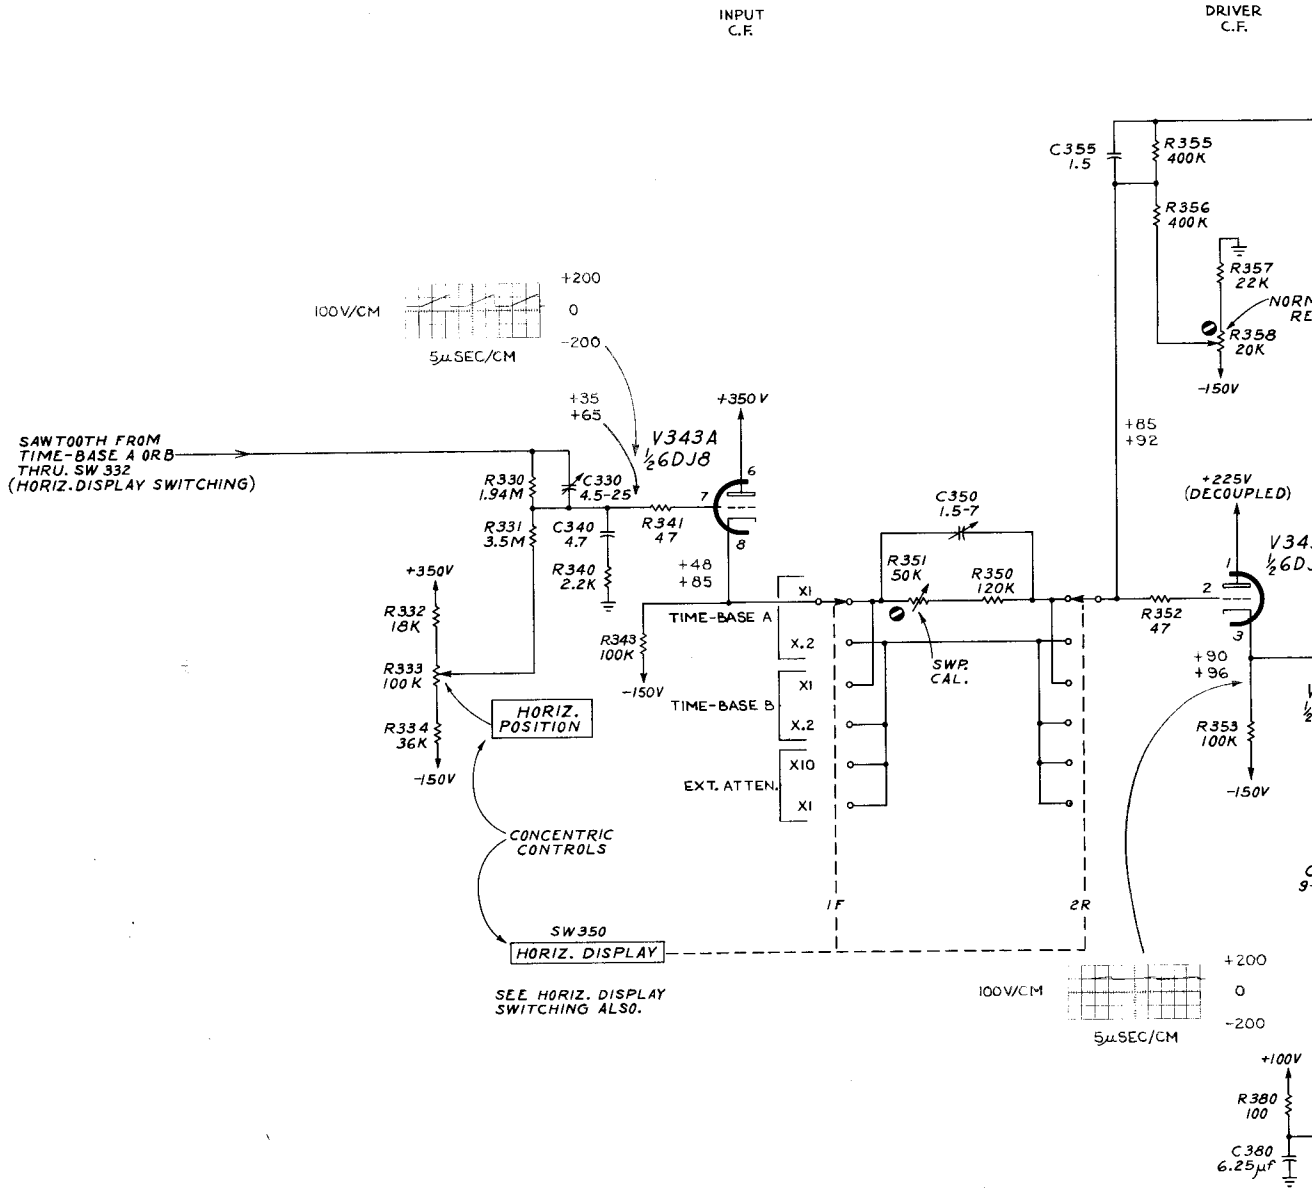 INPUT
C.F.
DRIVER
C.F.
C355
1.5
R355
400K
R356
400K
R357
22K
R358
20K
-150V
100V/CM
+200
0
-200
5µSEC/CM
+35
+65
+350V
V343A
½6DJ8
6
7
8
SAWTOOTH FROM
TIME-BASE A OR B
THRU. SW 332
(HORIZ. DISPLAY SWITCHING)
R330
1.94M
C330
4.5-25
R331
3.5M
C340
4.7
R341
47
R340
2.2K
+48
+85
+85
+92
+225V
(DECOUPLED)
1
2
3
C350
1.5-7
R351
50K
R350
120K
R352
47
SWP.
CAL.
+350V
R332
18K
R333
100K
R334
36K
-150V
HORIZ.
POSITION
R343
100K
-150V
TIME-BASE A
X1
X.2
TIME-BASE B
X1
X.2
EXT. ATTEN.
X10
X1
+90
+96
R353
100K
-150V
CONCENTRIC
CONTROLS
1F
2R
SW350
HORIZ. DISPLAY
SEE HORIZ. DISPLAY
SWITCHING ALSO.
100V/CM
+200
0
-200
5µSEC/CM
+100V
R380
100
C380
6.25µf